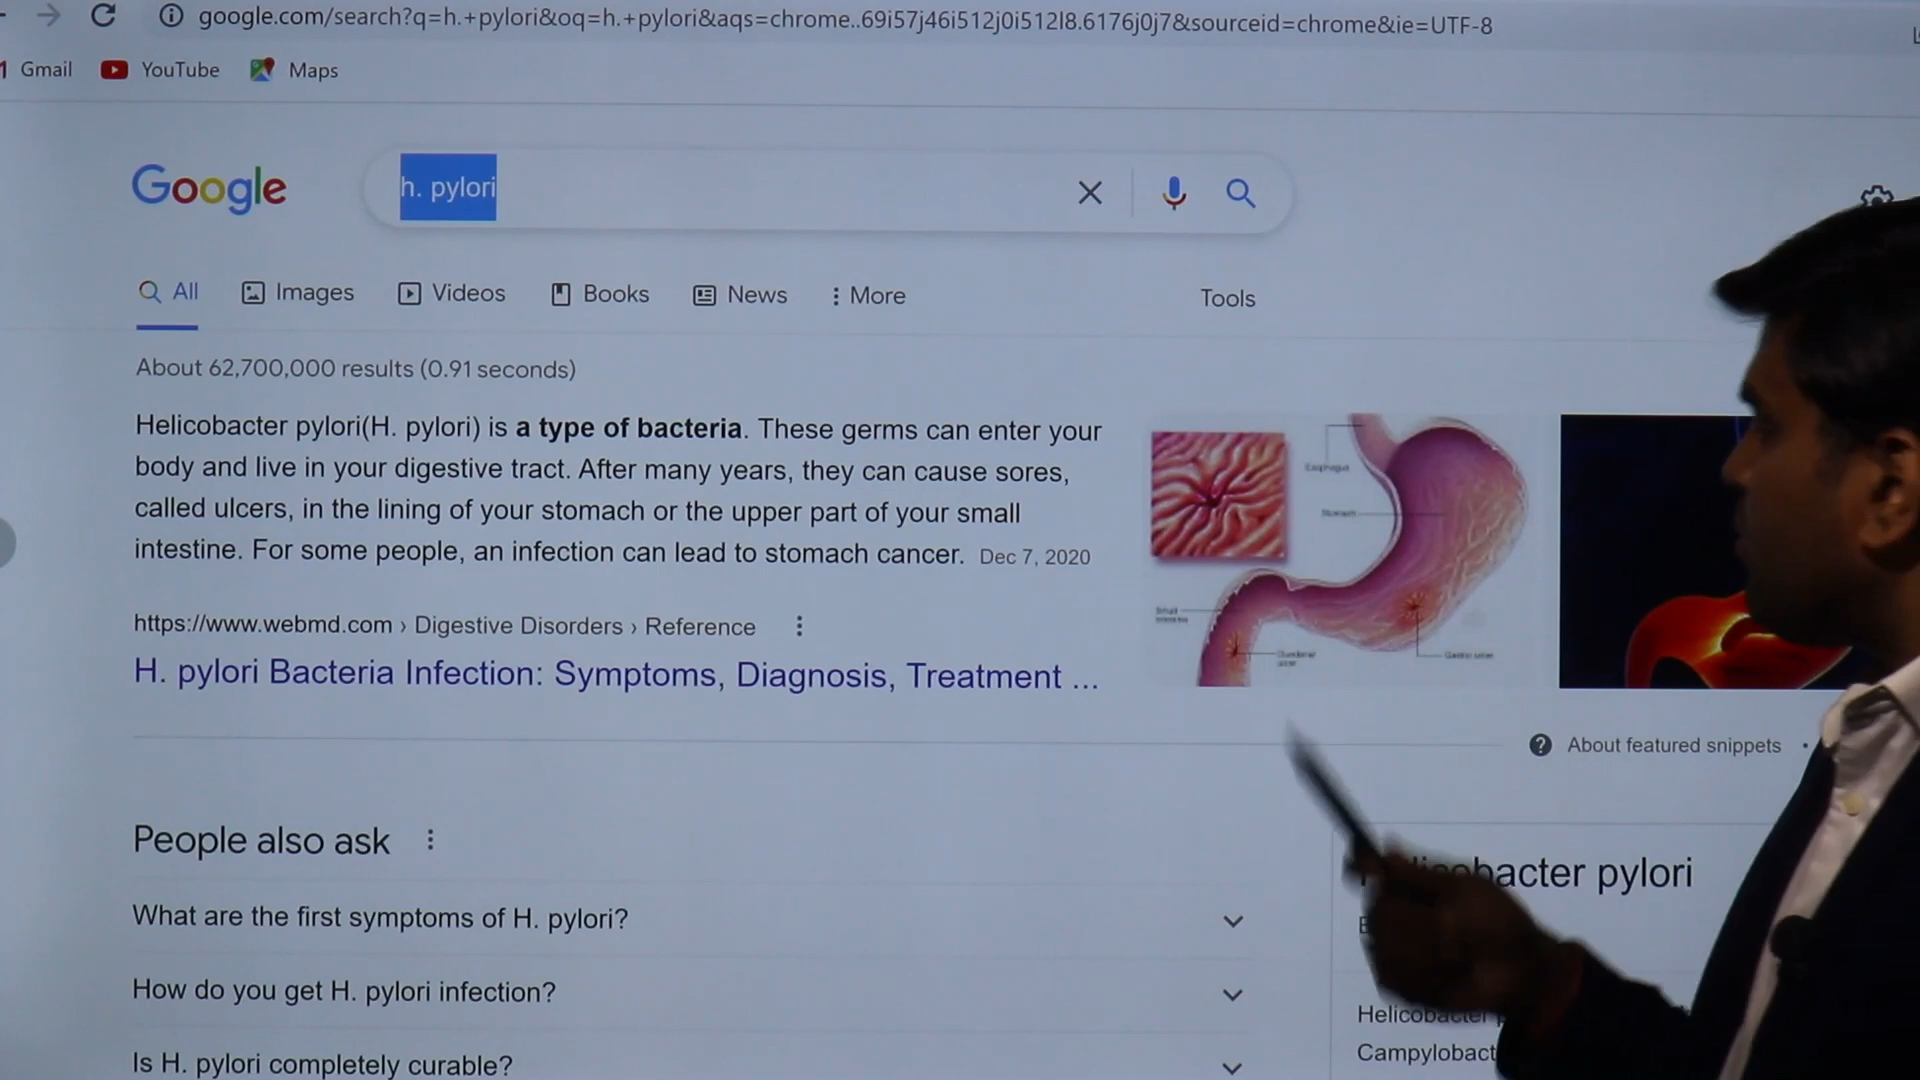 google.com/search?q=h.+pylori&oq=h.+pylori&aqs=chrome..69i57j46i512j0i512l8.6176j0j7&sourceid=chrome&ie=UTF-8
Gmail YouTube Maps
Google h. pylori
All Images Videos Books News More Tools
About 62,700,000 results (0.91 seconds)
Helicobacter pylori(H. pylori) is a type of bacteria. These germs can enter your
body and live in your digestive tract. After many years, they can cause sores,
called ulcers, in the lining of your stomach or the upper part of your small
intestine. For some people, an infection can lead to stomach cancer. Dec 7, 2020
Esophagus
Stomach
https://www.webmd.com › Digestive Disorders › Reference
H. pylori Bacteria Infection: Symptoms, Diagnosis, Treatment ...
About featured snippets
People also ask
What are the first symptoms of H. pylori?
How do you get H. pylori infection?
Is H. pylori completely curable?
pylori